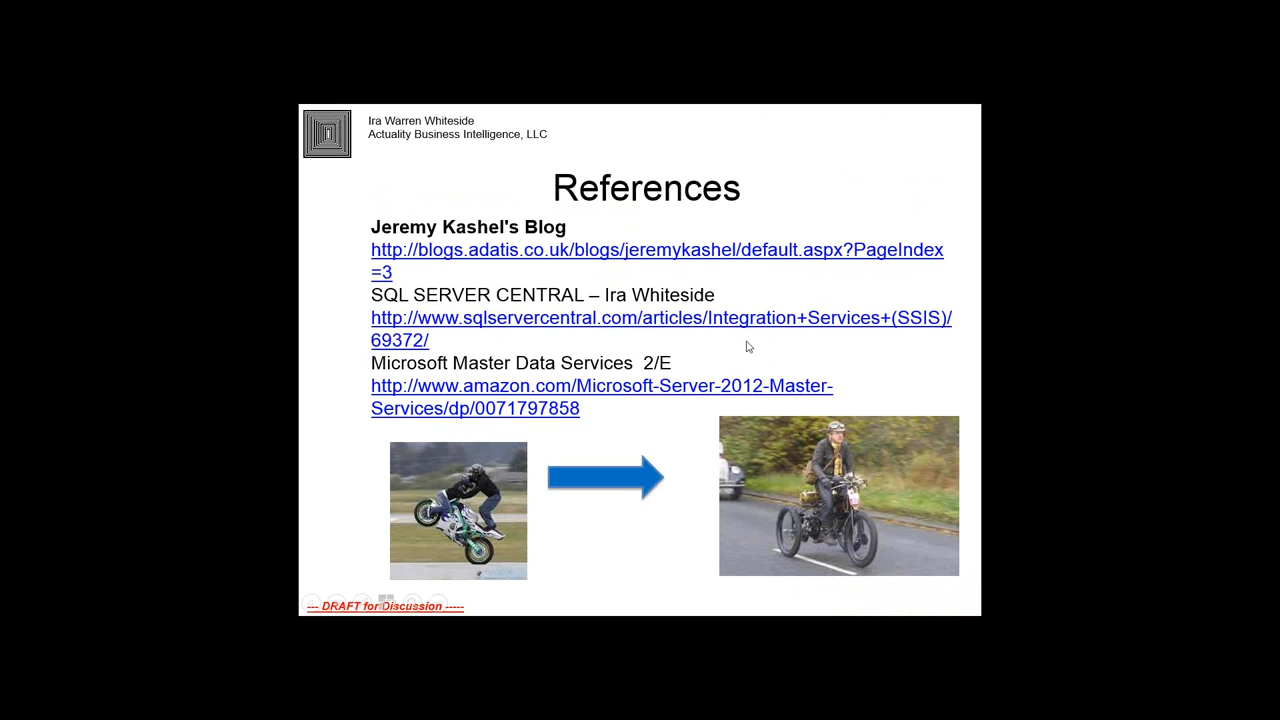 Ira Warren Whiteside
Actuality Business Intelligence, LLC
References
Jeremy Kashel's Blog
http://blogs.adatis.co.uk/blogs/jeremykashel/default.aspx?PageIndex
=3
SQL SERVER CENTRAL – Ira Whiteside
http://www.sqlservercentral.com/articles/Integration+Services+(SSIS)/
69372/
Microsoft Master Data Services  2/E
http://www.amazon.com/Microsoft-Server-2012-Master-
Services/dp/0071797858
--- DRAFT for Discussion -----